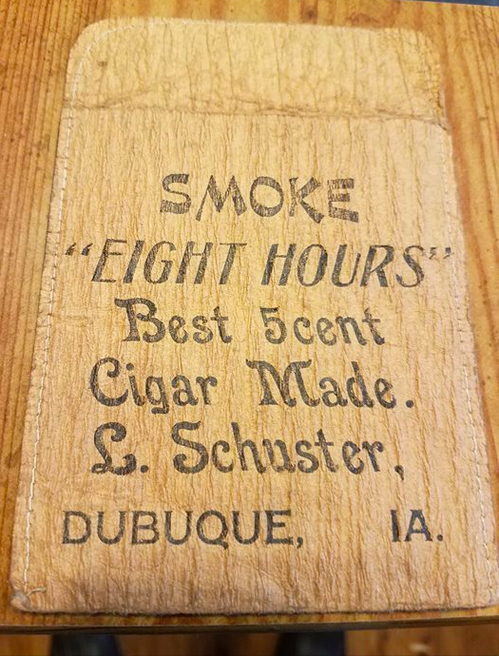 SMOKE
"EIGHT HOURS"
Best 5cent
Cigar Made.
L. Schuster,
DUBUQUE, IA.